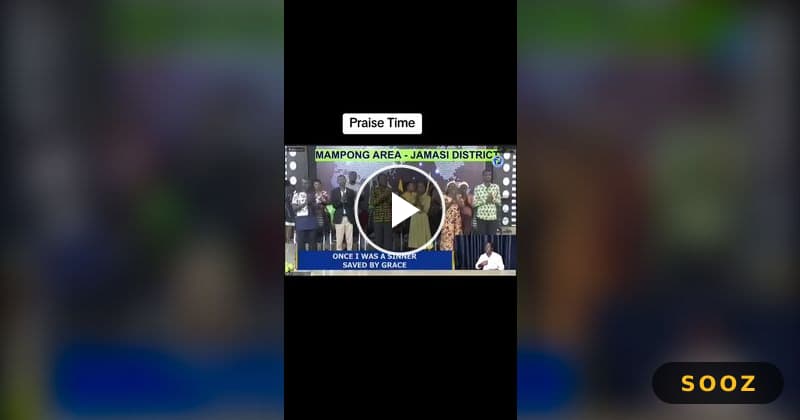 Praise Time
MAMPONG AREA - JAMASI DISTRICT
ONCE I WAS A SINNER
SAVED BY GRACE
SOOZ